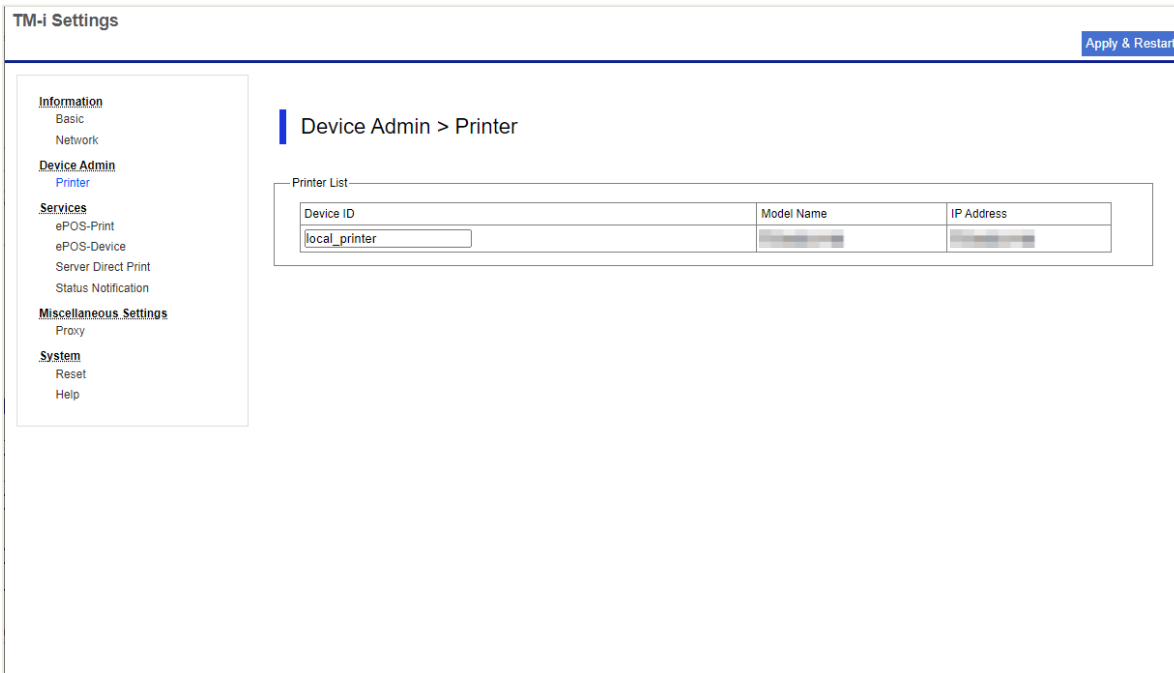 TM-i Settings
Apply & Restart
Information
Basic
Network
Device Admin
Printer
Services
ePOS-Print
ePOS-Device
Server Direct Print
Status Notification
Miscellaneous Settings
Proxy
System
Reset
Help
Device Admin > Printer
Printer List
Device ID Model Name IP Address
local_printer